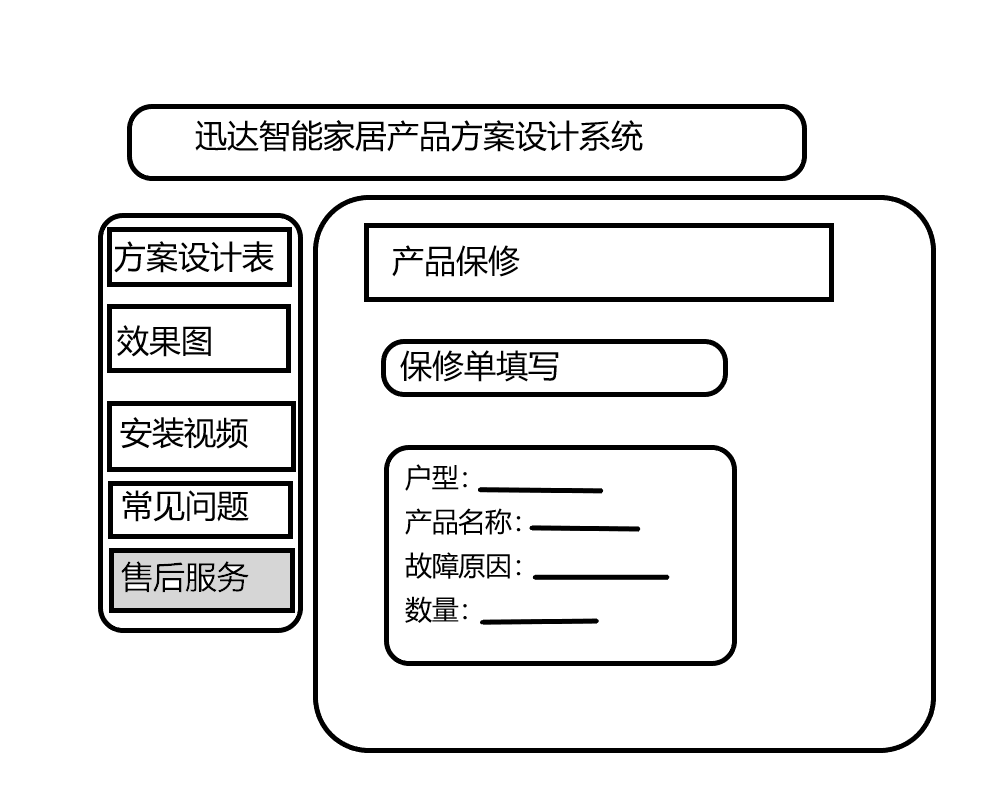 迅达智能家居产品方案设计系统
方案设计表
效果图
安装视频
常见问题
售后服务
产品保修
保修单填写
户型：
产品名称：
故障原因：
数量：